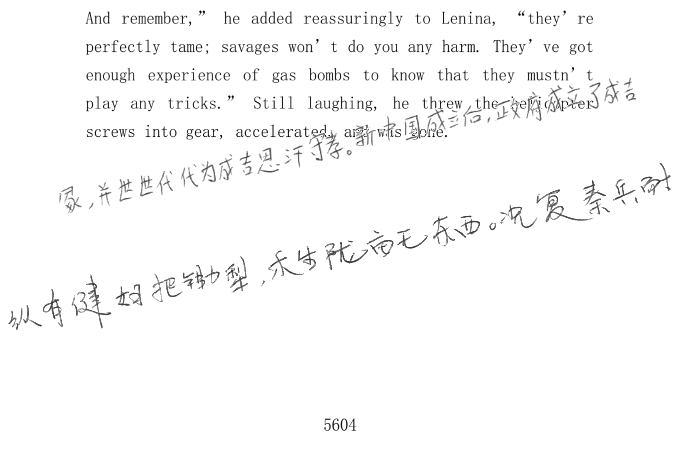 And remember,” he added reassuringly to Lenina, “they’re
perfectly tame; savages won’t do you any harm. They’ve got
enough experience of gas bombs to know that they mustn’t
play any tricks.” Still laughing, he threw the helicopter
screws into gear, accelerated, and was gone.
冢,并世世代代为成吉思汗守孝。新中国成立后,政府成立了成吉
纵有健妇把锄犁,禾生陇亩无东西。况复秦兵耐
5604